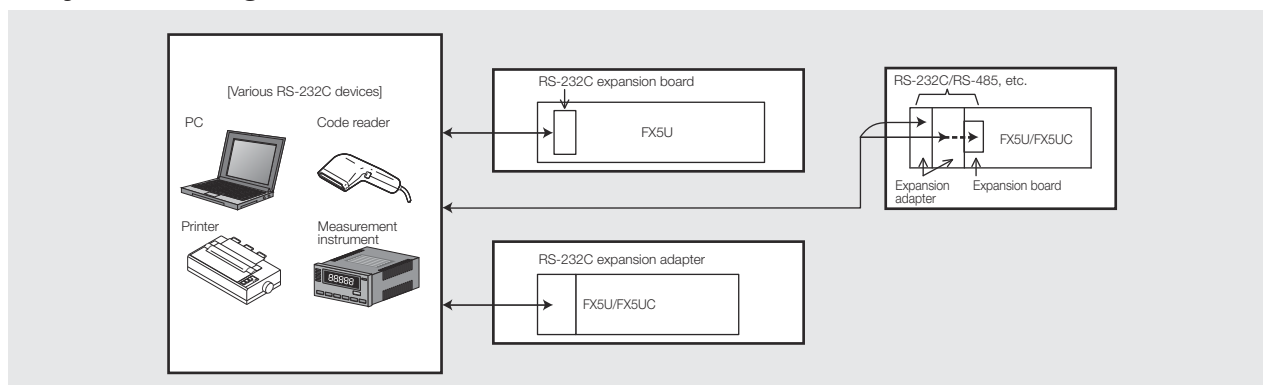 [Various RS-232C devices]
PC
Code reader
Printer
Measurement
instrument
88888
RS-232C expansion board
FX5U
RS-232C expansion adapter
FX5U/FX5UC
RS-232C/RS-485, etc.
FX5U/FX5UC
Expansion
adapter
Expansion board